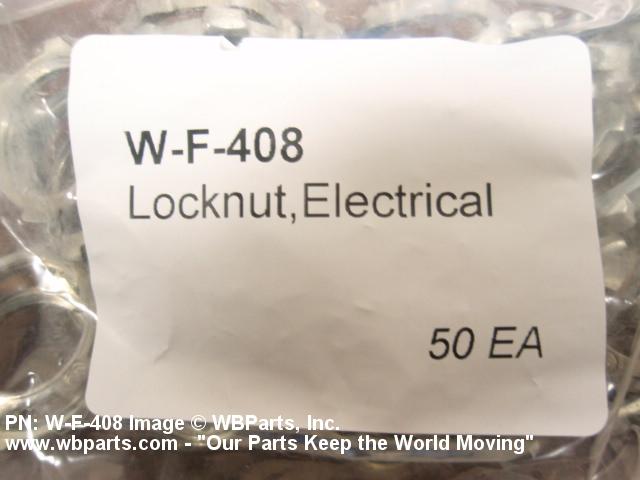 W-F-408
Locknut,Electrical
50 EA
PN: W-F-408 Image © WBParts, Inc.
www.wbparts.com - "Our Parts Keep the World Moving"